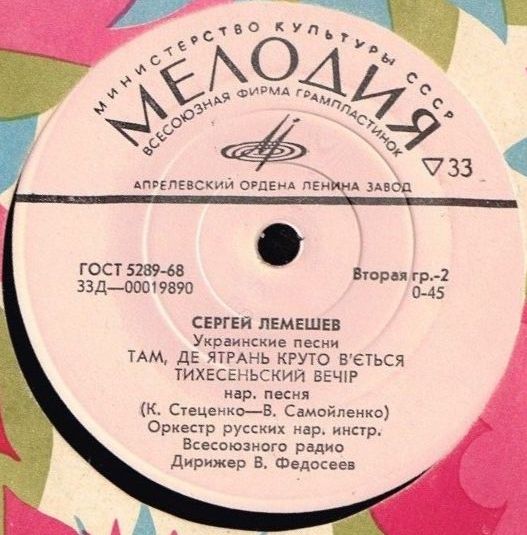 МИНИСТЕРСТВО КУЛЬТУРЫ СССР
МЕЛОДИЯ
ВСЕСОЮЗНАЯ ФИРМА ГРАМПЛАСТИНОК
▽33
АПРЕЛЕВСКИЙ ОРДЕНА ЛЕНИНА ЗАВОД
ГОСТ 5289-68
33Д—00019890
Вторая гр.-2
0-45
СЕРГЕЙ ЛЕМЕШЕВ
Украинские песни
ТАМ, ДЕ ЯТРАНЬ КРУТО В'ЄТЬСЯ
ТИХЕСЕНЬСКИЙ ВЕЧІР
нар. песня
(К. Стеценко—В. Самойленко)
Оркестр русских нар. инстр.
Всесоюзного радио
Дирижер В. Федосеев